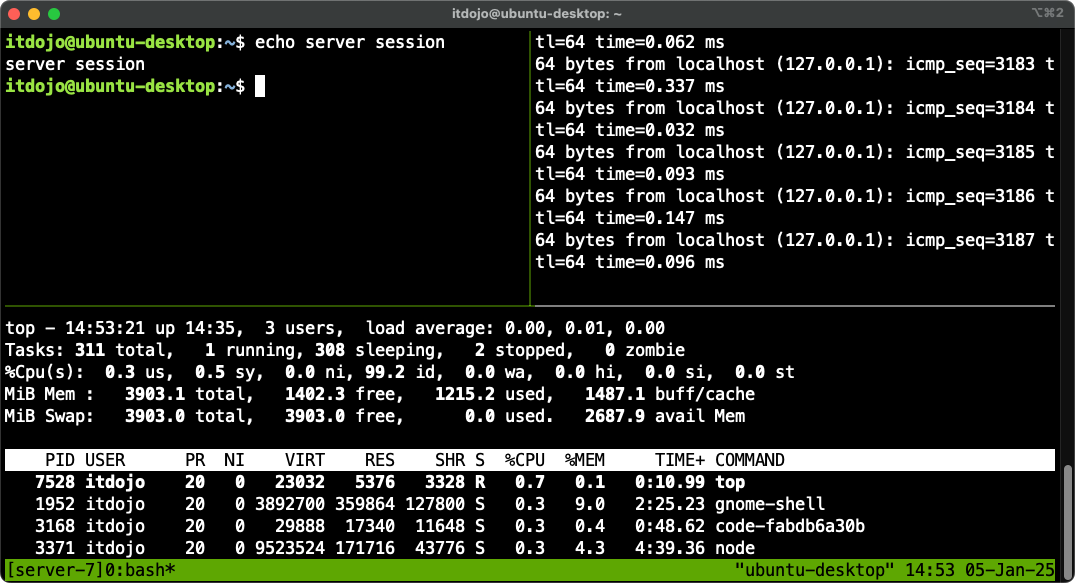 itdojo@ubuntu-desktop: ~
⌥⌘2
itdojo@ubuntu-desktop:~$ echo server session
server session
itdojo@ubuntu-desktop:~$
tl=64 time=0.062 ms
64 bytes from localhost (127.0.0.1): icmp_seq=3183 t
tl=64 time=0.337 ms
64 bytes from localhost (127.0.0.1): icmp_seq=3184 t
tl=64 time=0.032 ms
64 bytes from localhost (127.0.0.1): icmp_seq=3185 t
tl=64 time=0.093 ms
64 bytes from localhost (127.0.0.1): icmp_seq=3186 t
tl=64 time=0.147 ms
64 bytes from localhost (127.0.0.1): icmp_seq=3187 t
tl=64 time=0.096 ms
top - 14:53:21 up 14:35,  3 users,  load average: 0.00, 0.01, 0.00
Tasks: 311 total,   1 running, 308 sleeping,   2 stopped,   0 zombie
%Cpu(s):  0.3 us,  0.5 sy,  0.0 ni, 99.2 id,  0.0 wa,  0.0 hi,  0.0 si,  0.0 st
MiB Mem :   3903.1 total,   1402.3 free,   1215.2 used,   1487.1 buff/cache
MiB Swap:   3903.0 total,   3903.0 free,      0.0 used.   2687.9 avail Mem
PID USER      PR  NI    VIRT    RES    SHR S  %CPU  %MEM     TIME+ COMMAND
7528 itdojo    20   0   23032   5376   3328 R   0.7   0.1   0:10.99 top
1952 itdojo    20   0 3892700 359864 127800 S   0.3   9.0   2:25.23 gnome-shell
3168 itdojo    20   0   29888  17340  11648 S   0.3   0.4   0:48.62 code-fabdb6a30b
3371 itdojo    20   0 9523524 171716  43776 S   0.3   4.3   4:39.36 node
[server-7]0:bash*
"ubuntu-desktop" 14:53 05-Jan-25